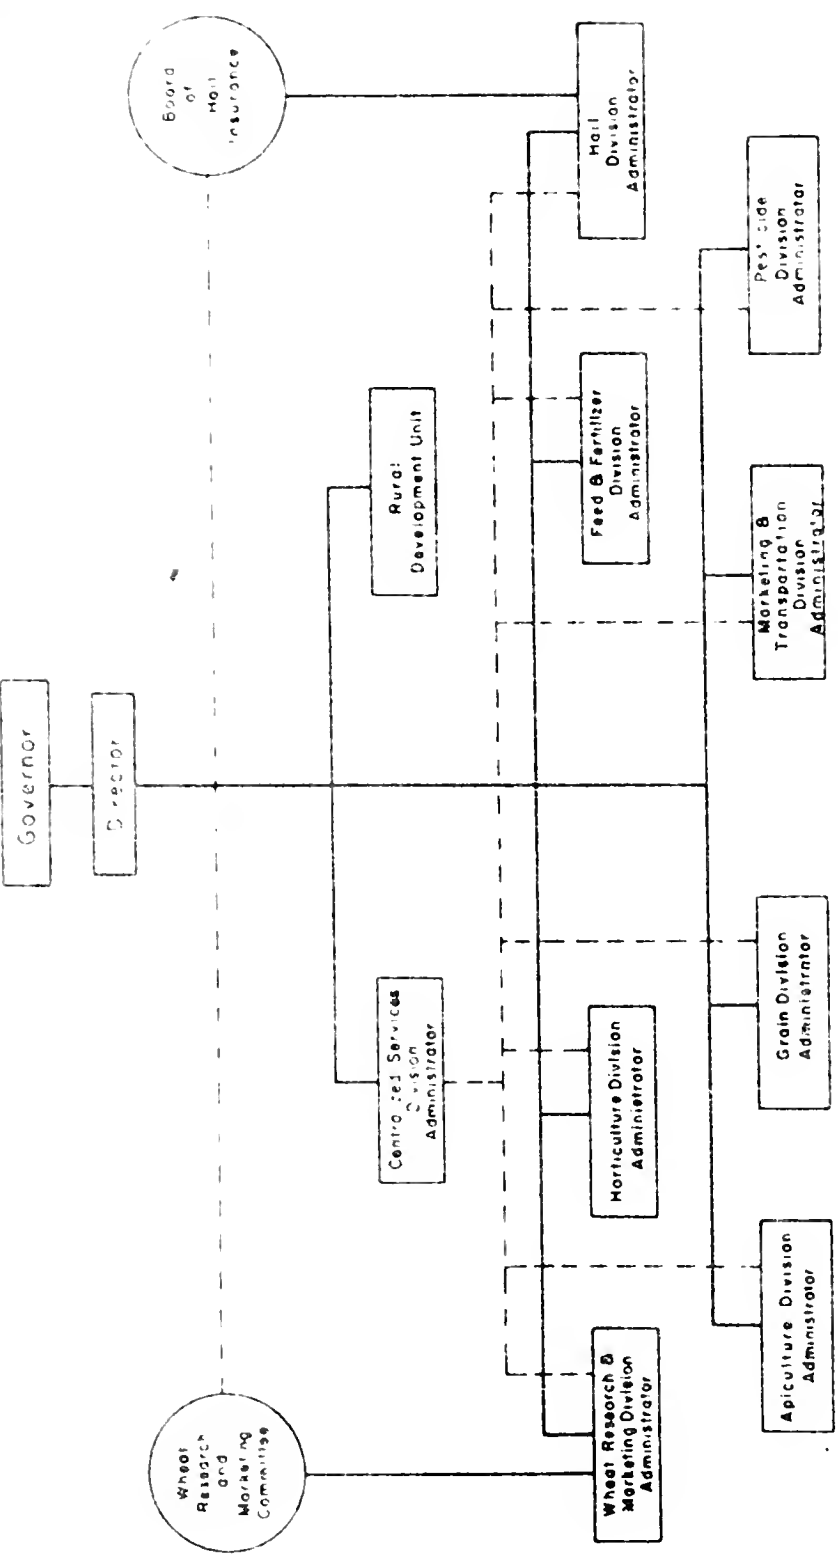 Governor
Director
Wheat
Research
and
Marketing
Committee
Board
of
Hail
Insurance
Centralized Services
Division
Administrator
Rural
Development Unit
Wheat Research &
Marketing Division
Administrator
Horticulture Division
Administrator
Feed & Fertilizer
Division
Administrator
Hail
Division
Administrator
Apiculture Division
Administrator
Grain Division
Administrator
Marketing &
Transportation
Division
Administrator
Pesticide
Division
Administrator